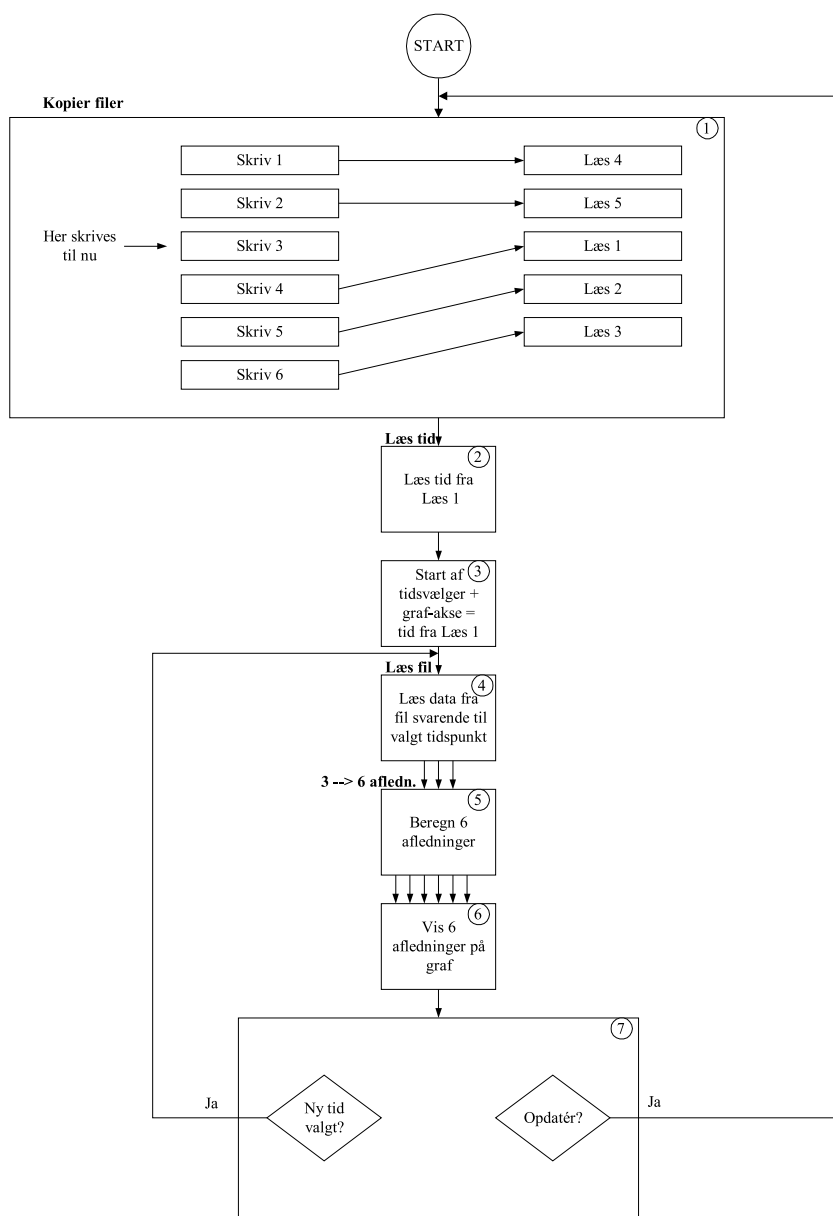 START
Kopier filer
1
Skriv 1
Læs 4
Skriv 2
Læs 5
Her skrives
til nu
Skriv 3
Læs 1
Skriv 4
Læs 2
Skriv 5
Læs 3
Skriv 6
Læs tid
2
Læs tid fra
Læs 1
3
Start af
tidsvælger +
graf-akse =
tid fra Læs 1
Læs fil
4
Læs data fra
fil svarende til
valgt tidspunkt
3 --> 6 afledn.
5
Beregn 6
afledninger
6
Vis 6
afledninger på
graf
7
Ja
Ny tid
valgt?
Opdatér?
Ja